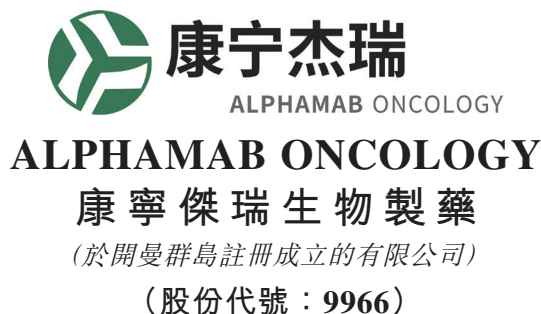 康宁杰瑞
ALPHAMAB ONCOLOGY
ALPHAMAB ONCOLOGY
康寧傑瑞生物製藥
(於開曼群島註冊成立的有限公司)
（股份代號：9966）